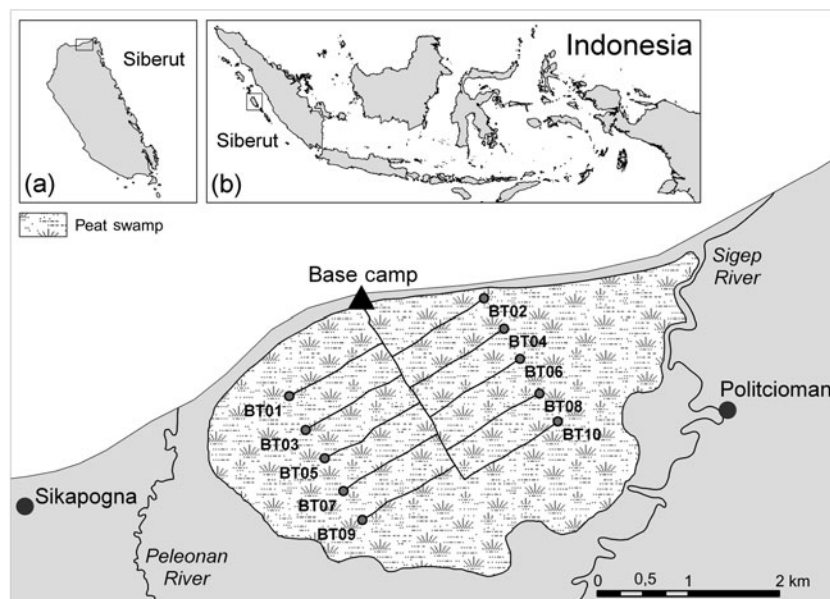 Siberut
(a)
Indonesia
Siberut
(b)
Peat swamp
Base camp
Sigep
River
BT02
BT04
BT06
BT01
BT08
Politcioman
BT03
BT10
BT05
Sikapogna
BT07
BT09
Peleonan
River
0 0,5 1 2 km